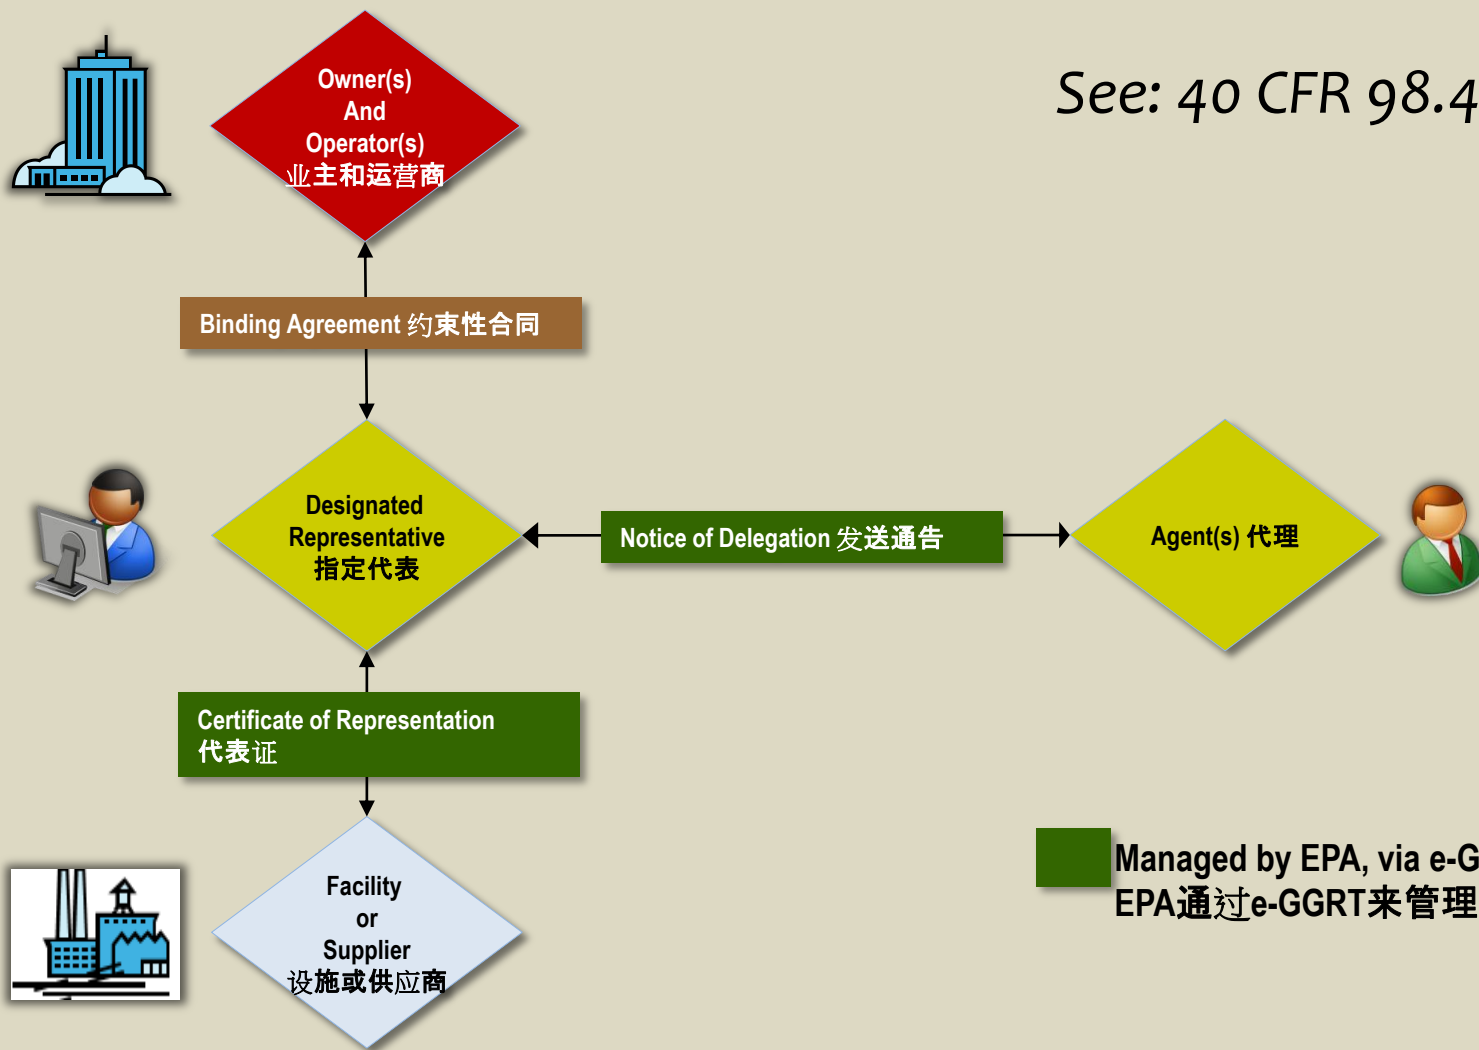 Owner(s)
And
Operator(s)
业主和运营商
See: 40 CFR 98.4
Binding Agreement 约束性合同
Designated
Representative
指定代表
Notice of Delegation 发送通告
Agent(s) 代理
Certificate of Representation
代表证
Facility
or
Supplier
设施或供应商
Managed by EPA, via e-G
EPA通过e-GGRT来管理